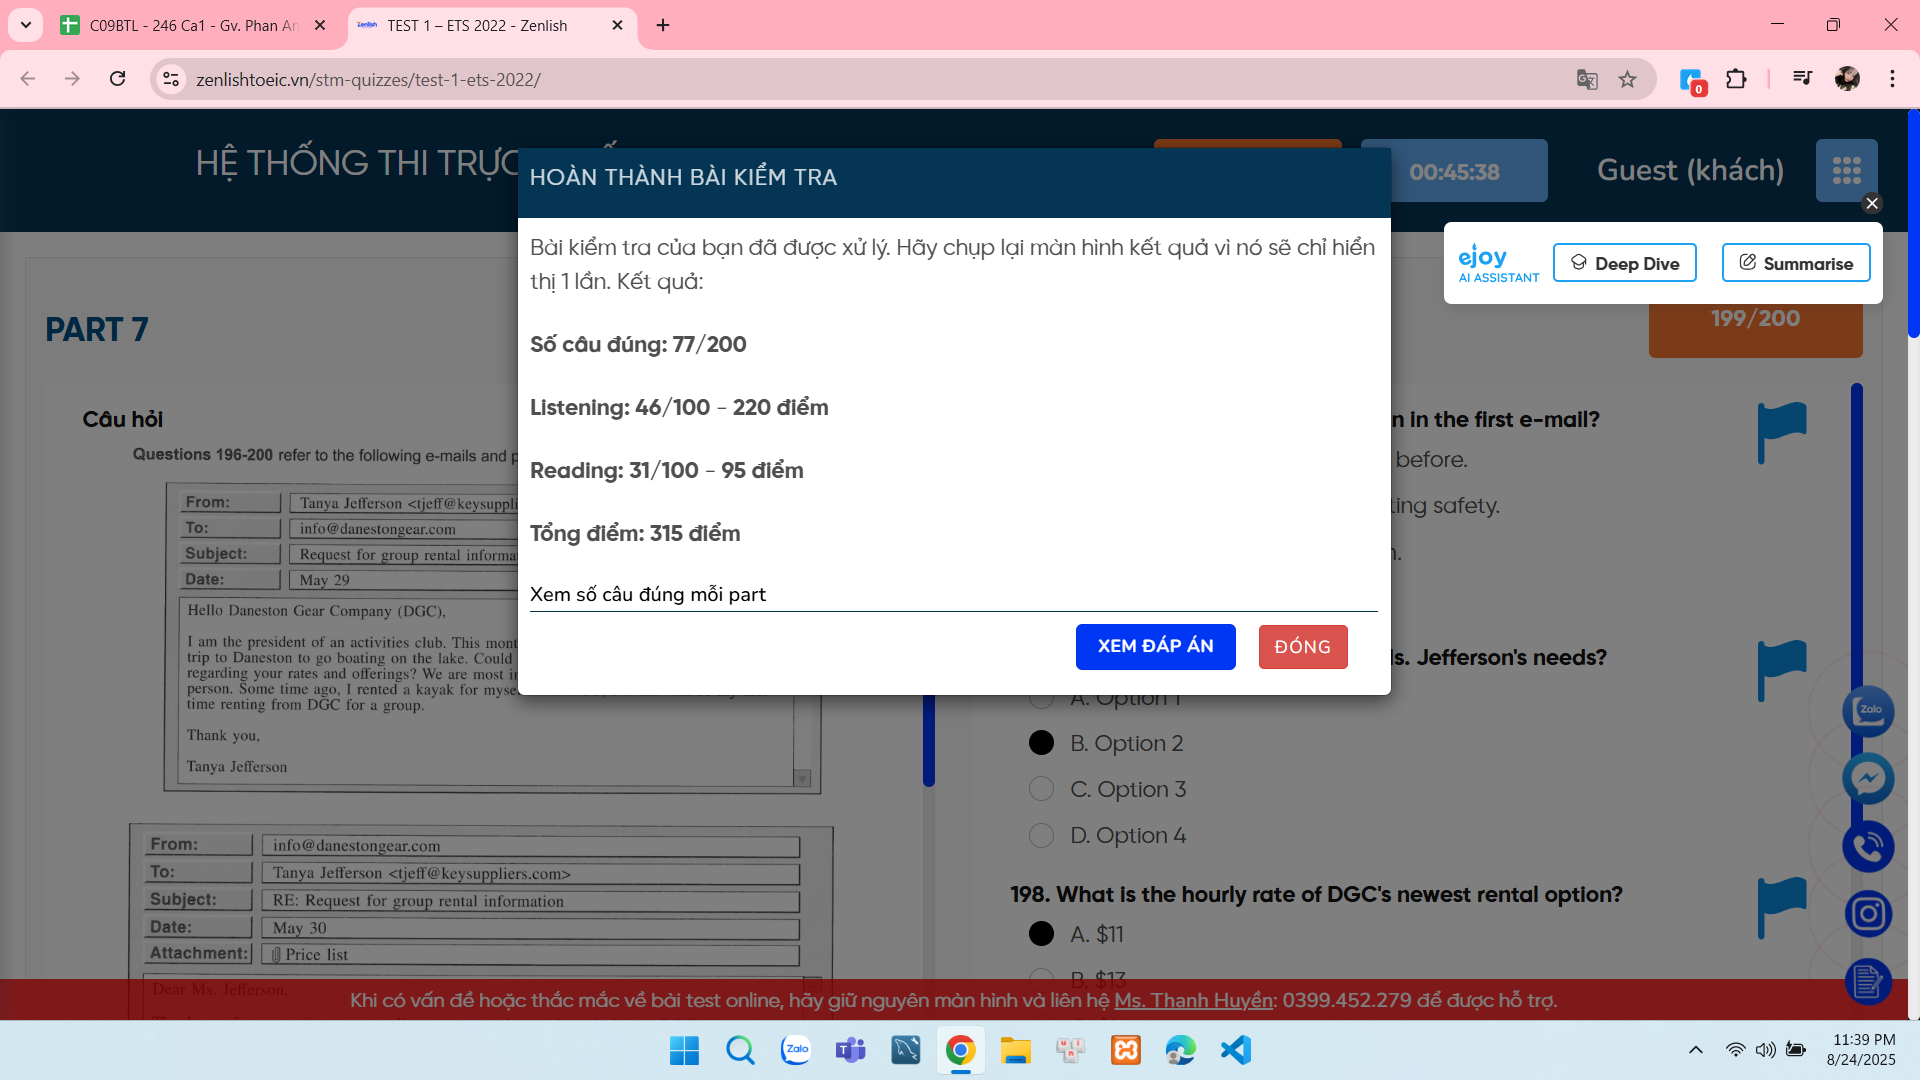 C09BTL - 246 Ca1 - Gv. Phan An
Zenlish
TEST 1 – ETS 2022 - Zenlish
zenlishtoeic.vn/stm-quizzes/test-1-ets-2022/
0
HỆ THỐNG THI TRỰC
00:45:38
Guest (khách)
HOÀN THÀNH BÀI KIỂM TRA
Bài kiểm tra của bạn đã được xử lý. Hãy chụp lại màn hình kết quả vì nó sẽ chỉ hiển
thị 1 lần. Kết quả:
Số câu đúng: 77/200
Listening: 46/100 - 220 điểm
Reading: 31/100 - 95 điểm
Tổng điểm: 315 điểm
Xem số câu đúng mỗi part
XEM ĐÁP ÁN
ĐÓNG
ejoy
AI ASSISTANT
Deep Dive
Summarise
199/200
PART 7
Câu hỏi
Questions 196-200 refer to the following e-mails and
From:
Tanya Jefferson <tjeff@keysuppli
To:
info@danestongear.com
Subject:
Request for group rental informa
Date:
May 29
Hello Daneston Gear Company (DGC),
I am the president of an activities club. This mont
trip to Daneston to go boating on the lake. Could
regarding your rates and offerings? We are most i
person. Some time ago, I rented a kayak for myse
time renting from DGC for a group.
Thank you,
Tanya Jefferson
From:
info@danestongear.com
To:
Tanya Jefferson <tjeff@keysuppliers.com>
Subject:
RE: Request for group rental information
Date:
May 30
Attachment:
Price list
Dear Ms. Jefferson,
n in the first e-mail?
before.
ting safety.
n.
s. Jefferson's needs?
A. Option 1
B. Option 2
C. Option 3
D. Option 4
198. What is the hourly rate of DGC's newest rental option?
A. $11
B. $13
Zalo
Khi có vấn đề hoặc thắc mắc về bài test online, hãy giữ nguyên màn hình và liên hệ Ms. Thanh Huyền: 0399.452.279 để được hỗ trợ.
Zalo
11:39 PM
8/24/2025